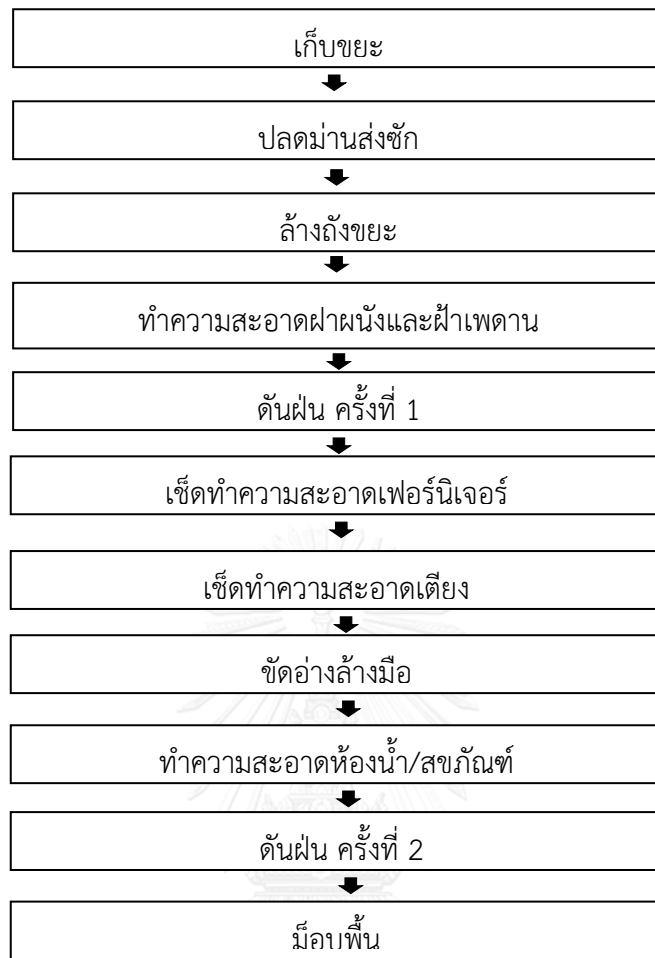 เก็บขยะ
ปลดม่านส่งซัก
ล้างถังขยะ
ทำความสะอาดฝาผนังและฝ้าเพดาน
ดันฝุ่น ครั้งที่ 1
เช็ดทำความสะอาดเฟอร์นิเจอร์
เช็ดทำความสะอาดเตียง
ขัดอ่างล้างมือ
ทำความสะอาดห้องน้ำ/สุขภัณฑ์
ดันฝุ่น ครั้งที่ 2
ม็อบพื้น